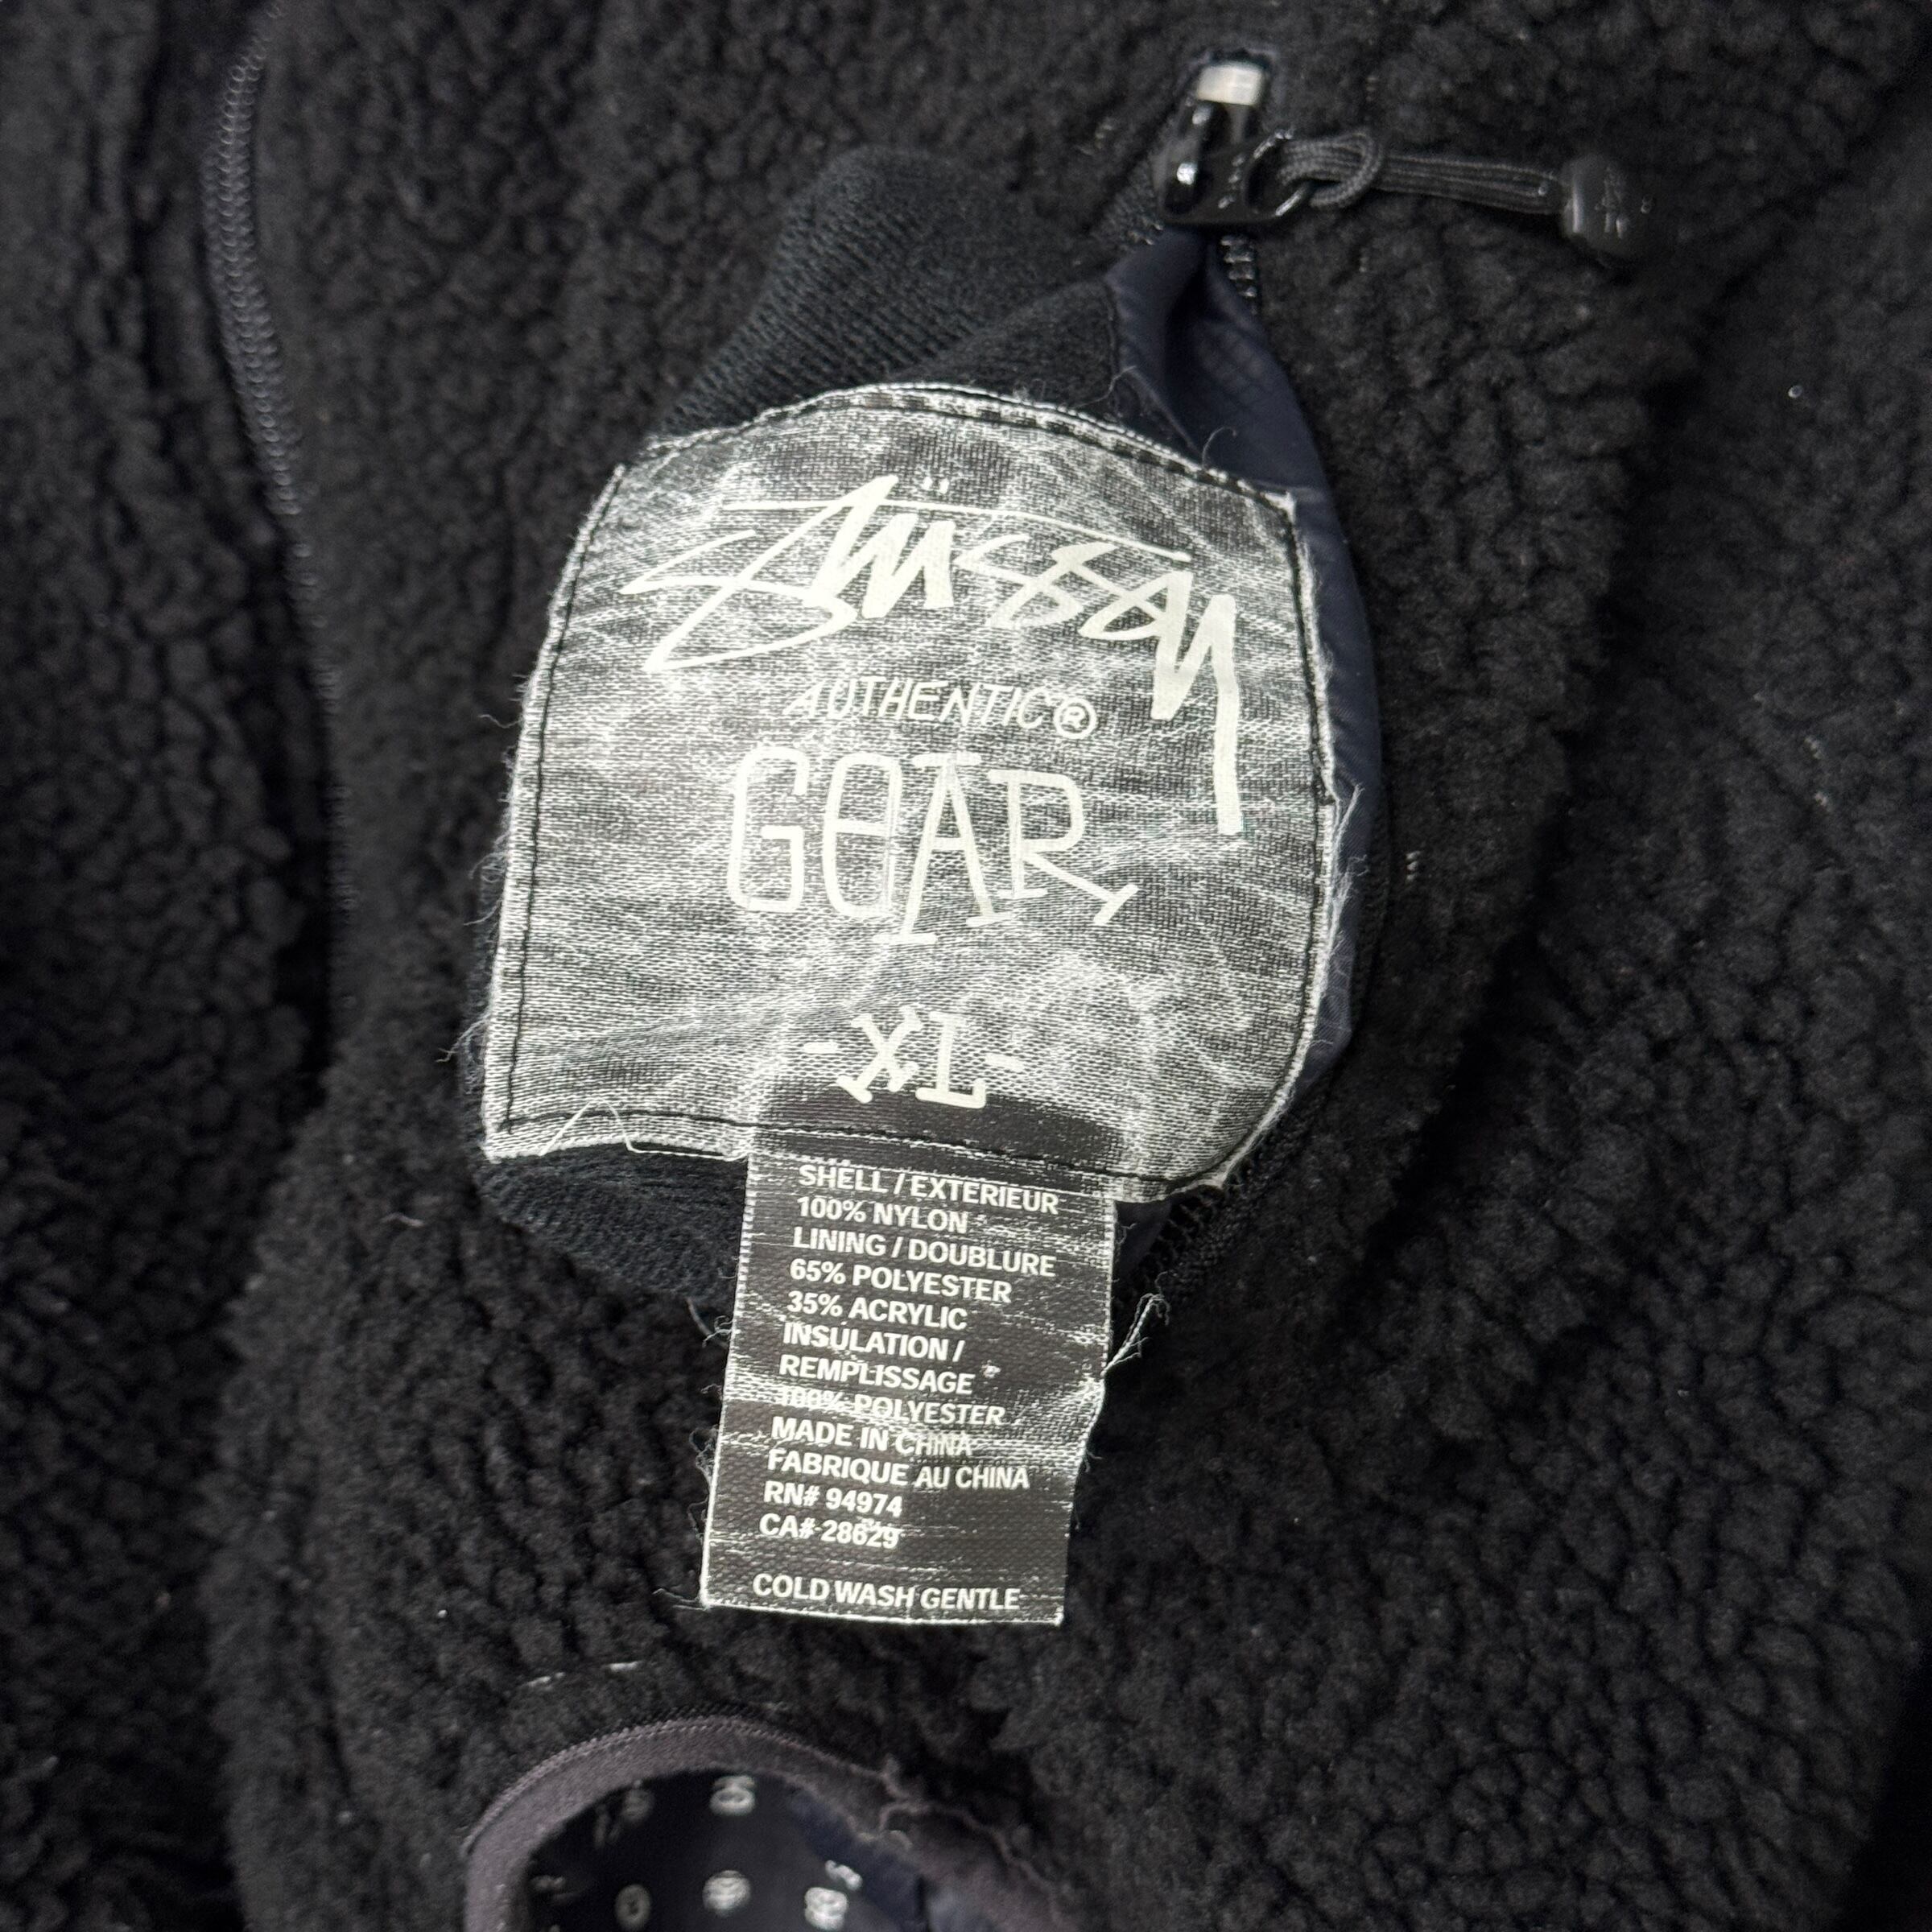 Stüssy
AUTHENTIC®
GEAR
-XL-
SHELL / EXTERIEUR
100% NYLON
LINING / DOUBLURE
65% POLYESTER
35% ACRYLIC
INSULATION /
REMPLISSAGE
100% POLYESTER
MADE IN CHINA
FABRIQUE AU CHINA
RN# 94974
CA# 28629
COLD WASH GENTLE